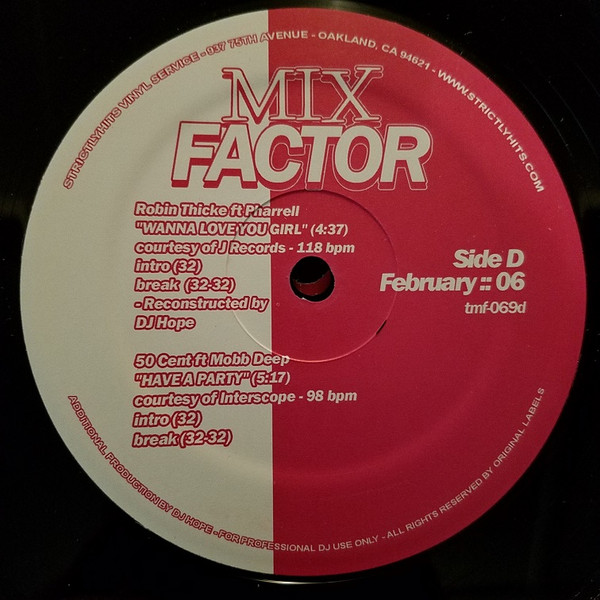 STRICTLYHITS VINYL SERVICE - 937 75TH AVENUE - OAKLAND, CA 94621 - WWW.STRICTLYHITS.COM
MIX
FACTOR
Robin Thicke ft Pharrell
"WANNA LOVE YOU GIRL" (4:37)
courtesy of J Records - 118 bpm
intro (32)
break (32-32)
- Reconstructed by
DJ Hope
Side D
February :: 06
tmf-069d
50 Cent ft Mobb Deep
"HAVE A PARTY" (5:17)
courtesy of Interscope - 98 bpm
intro (32)
break (32-32)
ADDITIONAL PRODUCTION BY DJ HOPE - FOR PROFESSIONAL DJ USE ONLY - ALL RIGHTS RESERVED BY ORIGINAL LABELS